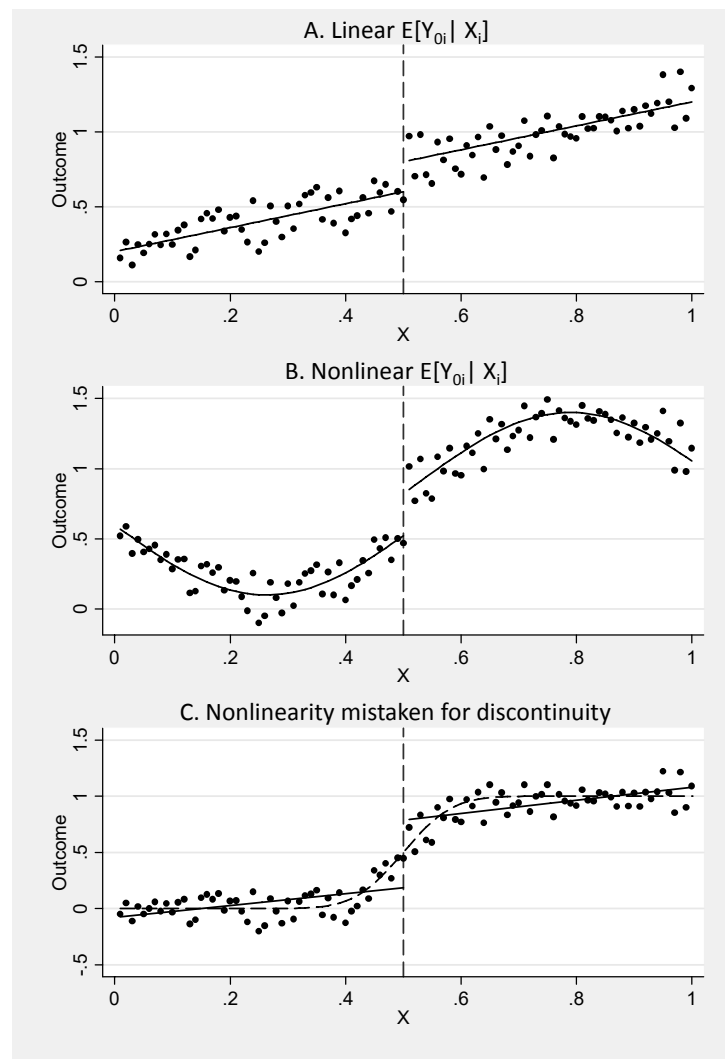 A. Linear E[Y0i| Xi]
1.5
1
.5
0
Outcome
0 .2 .4 .6 .8 1
X
B. Nonlinear E[Y0i| Xi]
1.5
1
.5
0
Outcome
0 .2 .4 .6 .8 1
X
C. Nonlinearity mistaken for discontinuity
1.5
1
.5
0
-.5
Outcome
0 .2 .4 .6 .8 1
X